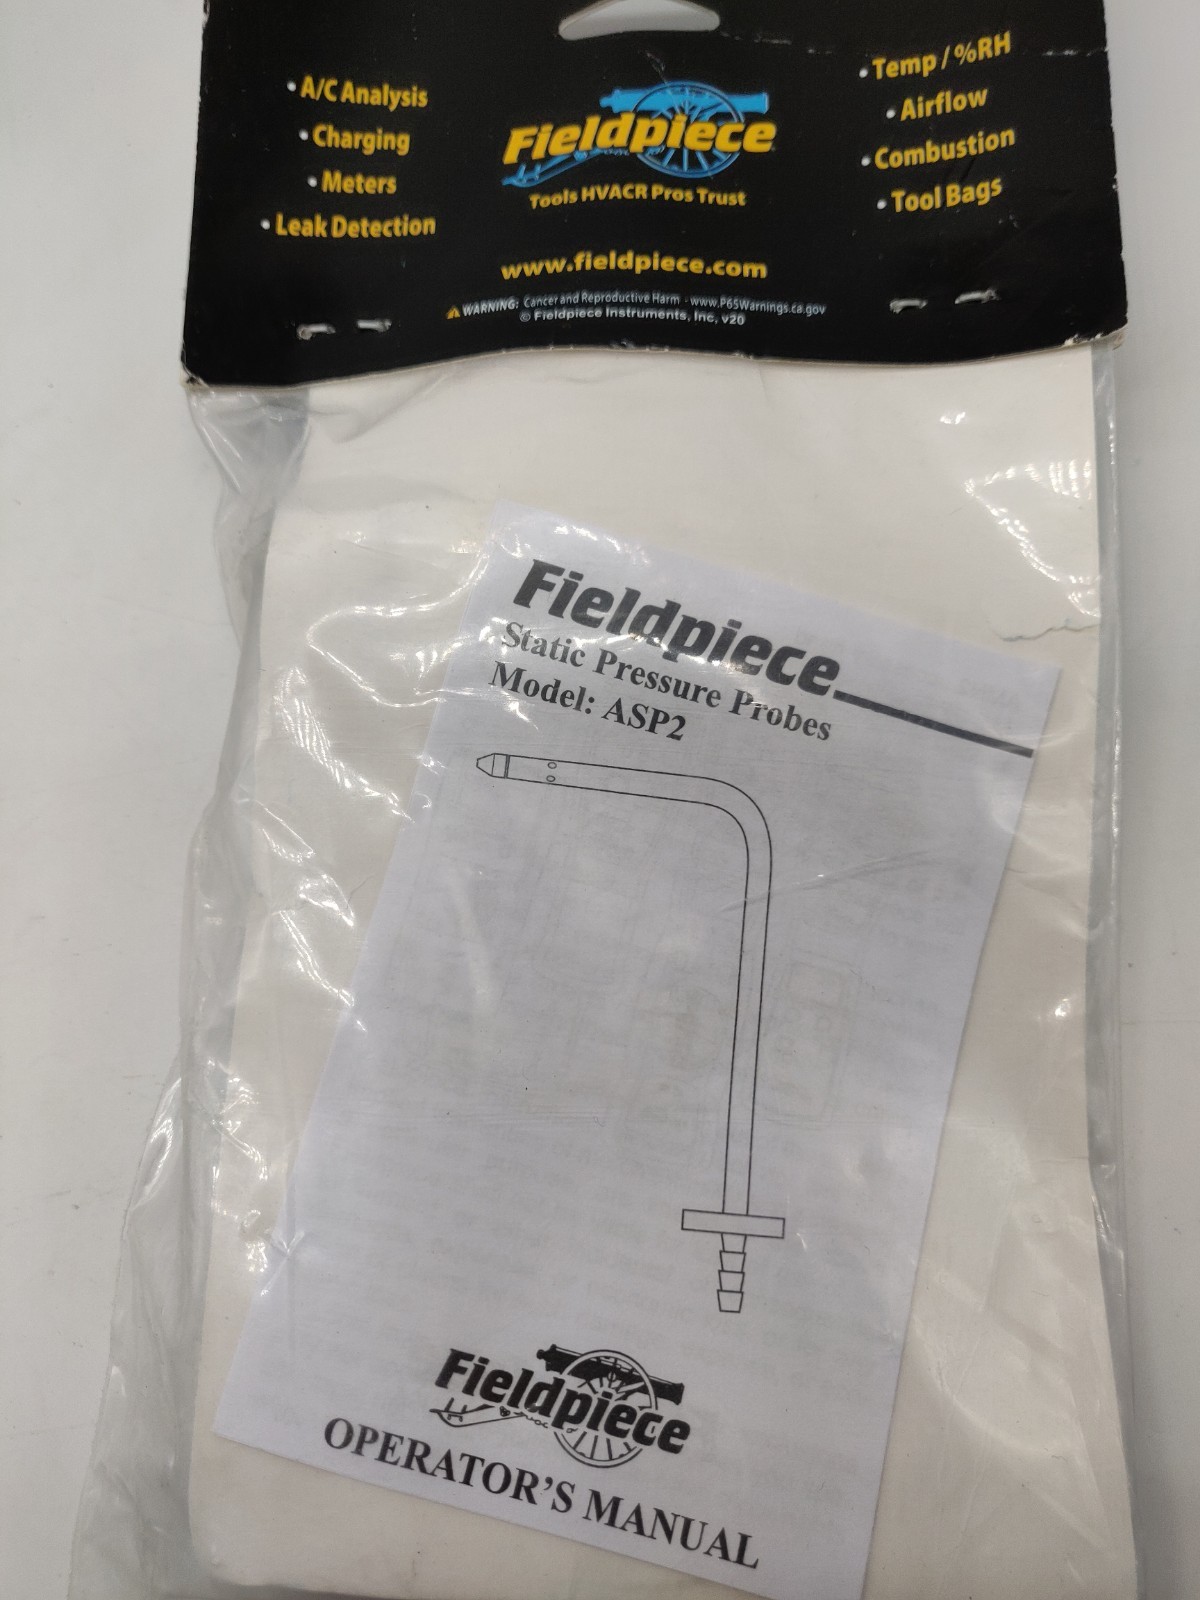 • A/C Analysis
• Charging
• Meters
• Leak Detection
Fieldpiece
Tools HVACR Pros Trust
www.fieldpiece.com
• Temp / %RH
• Airflow
• Combustion
• Tool Bags
⚠ WARNING: Cancer and Reproductive Harm - www.P65Warnings.ca.gov
© Fieldpiece Instruments, Inc, v20
Fieldpiece
Static Pressure Probes
Model: ASP2
Fieldpiece
OPERATOR'S MANUAL